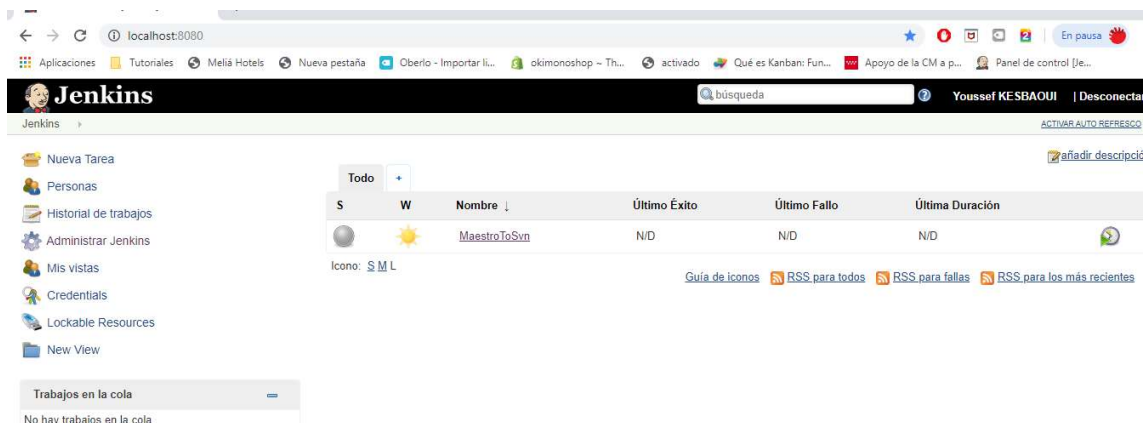 localhost:8080
En pausa
Aplicaciones Tutoriales Meliá Hotels Nueva pestaña Oberlo - Importar li... okimonoshop ~ Th... activado Qué es Kanban: Fun... Apoyo de la CM a p... Panel de control [Je...
Jenkins
búsqueda
Youssef KESBAOUI | Desconectar
Jenkins
ACTIVAR AUTO REFRESCO
Nueva Tarea
Personas
Historial de trabajos
Administrar Jenkins
Mis vistas
Credentials
Lockable Resources
New View
Trabajos en la cola
No hay trabajos en la cola
añadir descripció
Todo +
S W Nombre ↓ Último Éxito Último Fallo Última Duración
MaestroToSvn N/D N/D N/D
Icono: S M L
Guía de iconos RSS para todos RSS para fallas RSS para los más recientes